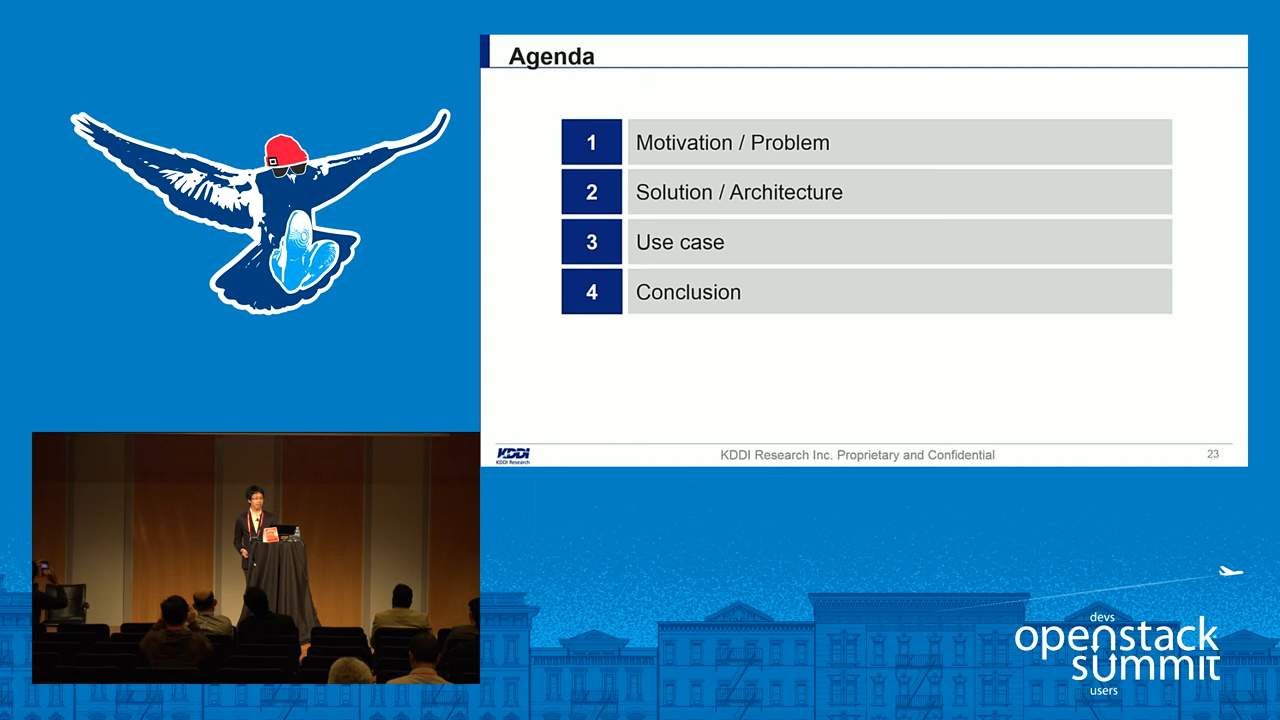 Agenda
1 Motivation / Problem
2 Solution / Architecture
3 Use case
4 Conclusion
KDDI
KDDI Research
KDDI Research Inc. Proprietary and Confidential
23
devs
openstack
summit
users